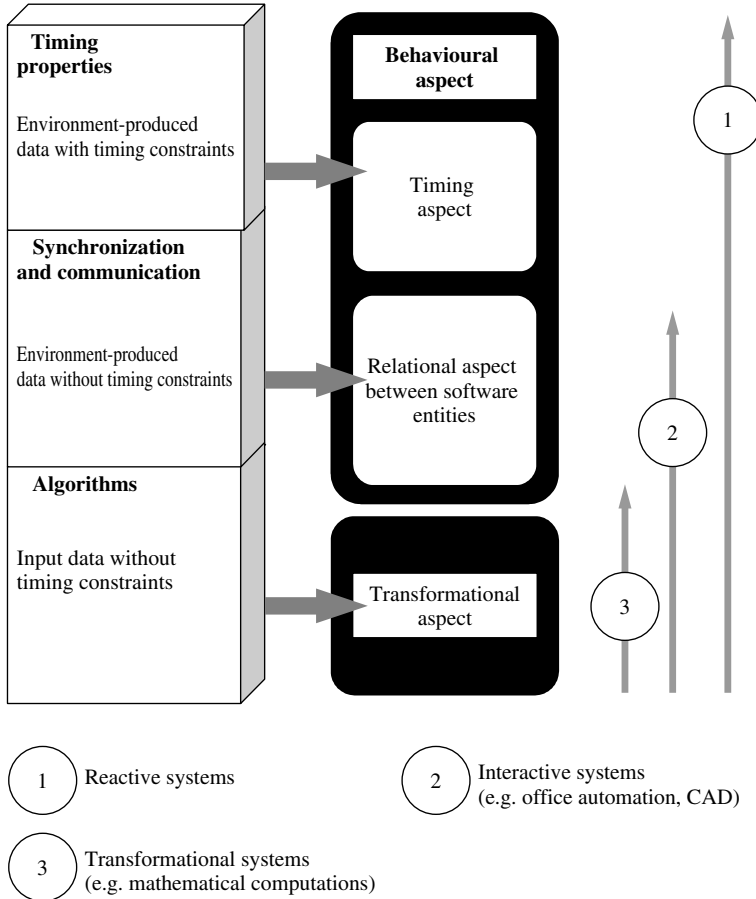 Timing
properties
Environment-produced
data with timing constraints
Synchronization
and communication
Environment-produced
data without timing constraints
Algorithms
Input data without
timing constraints
Behavioural
aspect
Timing
aspect
Relational aspect
between software
entities
Transformational
aspect
1
2
3
1
Reactive systems
2
Interactive systems
(e.g. office automation, CAD)
3
Transformational systems
(e.g. mathematical computations)